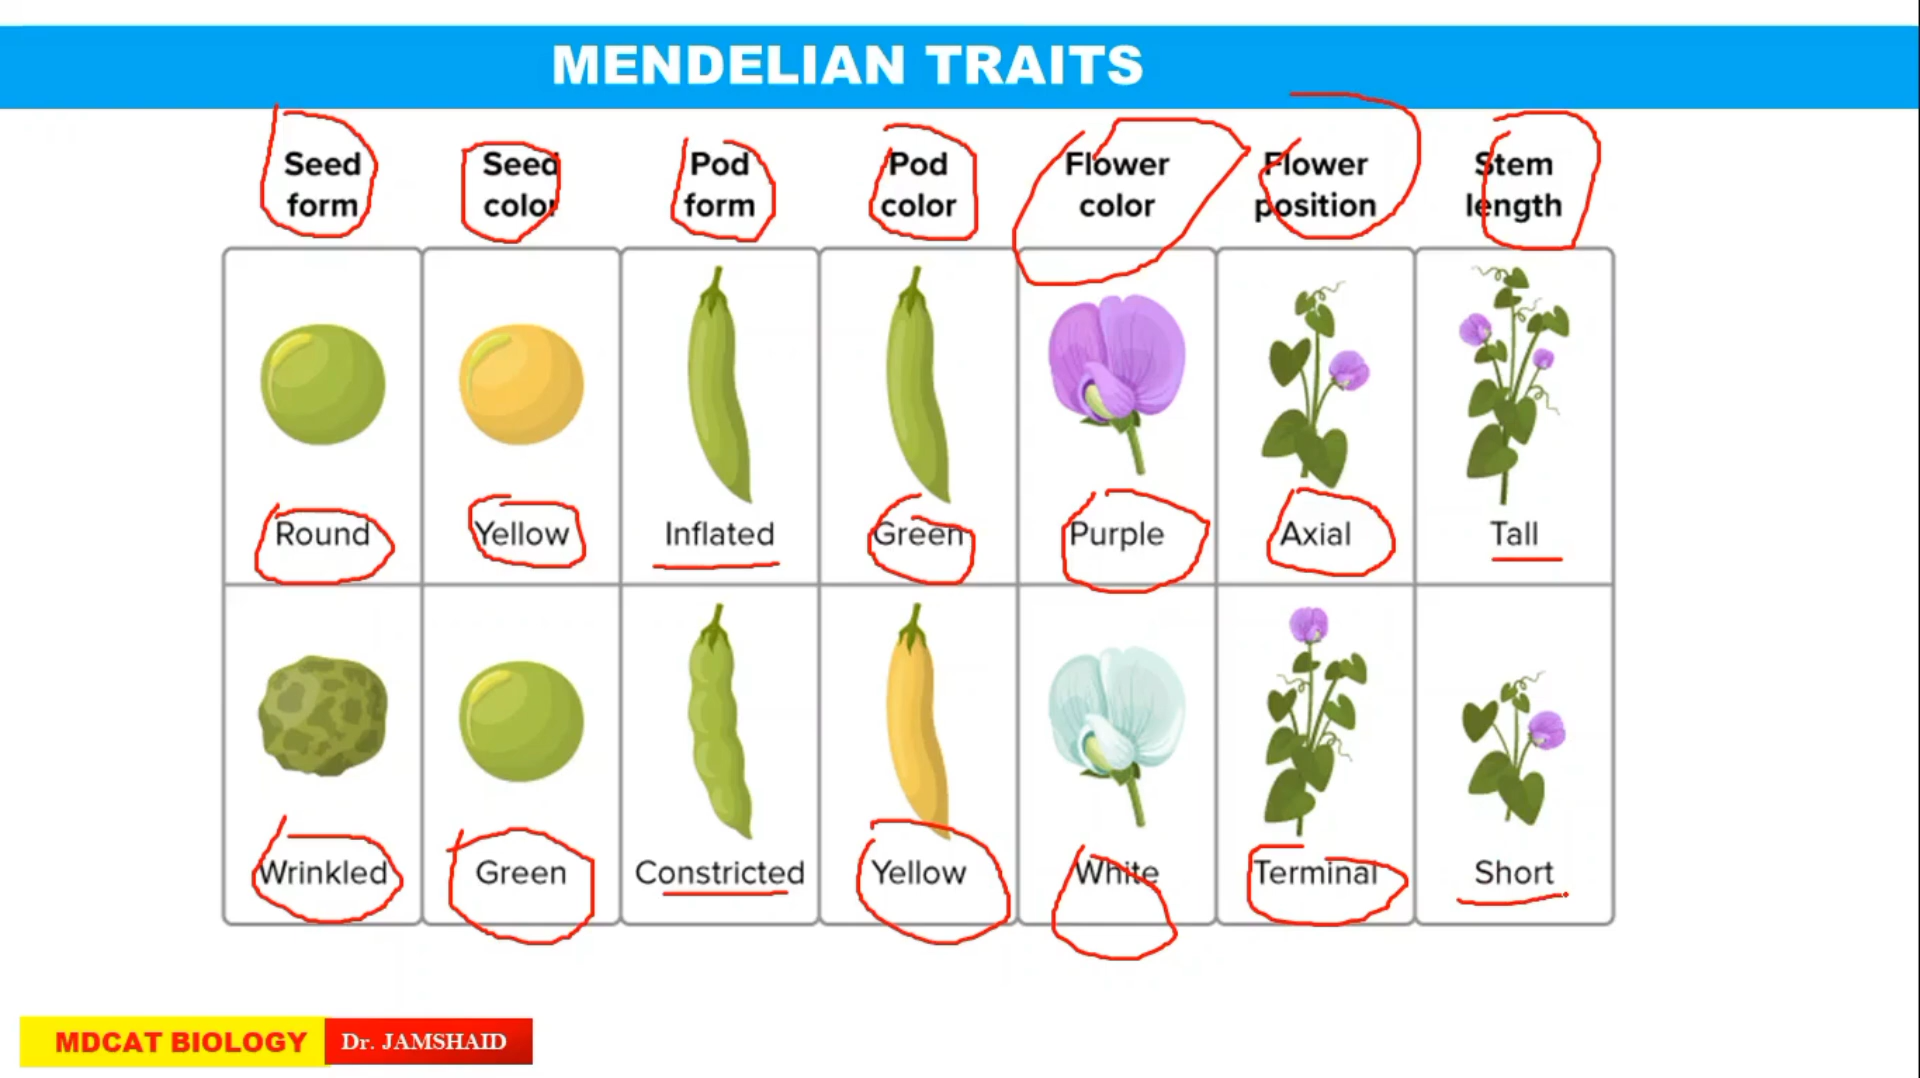 MENDELIAN TRAITS
Seed form
Seed color
Pod form
Pod color
Flower color
Flower position
Stem length
Round
Yellow
Inflated
Green
Purple
Axial
Tall
Wrinkled
Green
Constricted
Yellow
White
Terminal
Short
MDCAT BIOLOGY
Dr. JAMSHAID